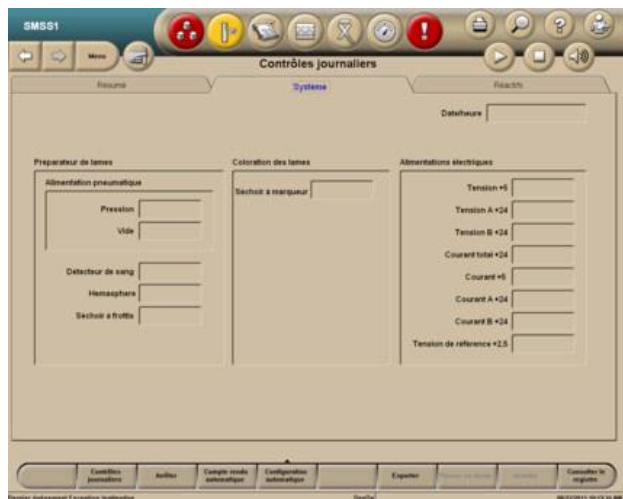 SMSS1
Menu
Contrôles journaliers
Résumé
Système
Réactifs
Date/heure
Préparateur de lames
Coloration des lames
Alimentations électriques
Alimentation pneumatique
Pression
Vide
Détecteur de sang
Hemasphere
Séchoir à frottis
Séchoir à marqueur
Tension +5
Tension A +24
Tension B +24
Courant total +24
Courant +5
Courant A +24
Courant B +24
Tension de référence +2,5
Contrôles journaliers
Arrêter
Compte rendu automatique
Configuration automatique
Exporter
Consulter le registre